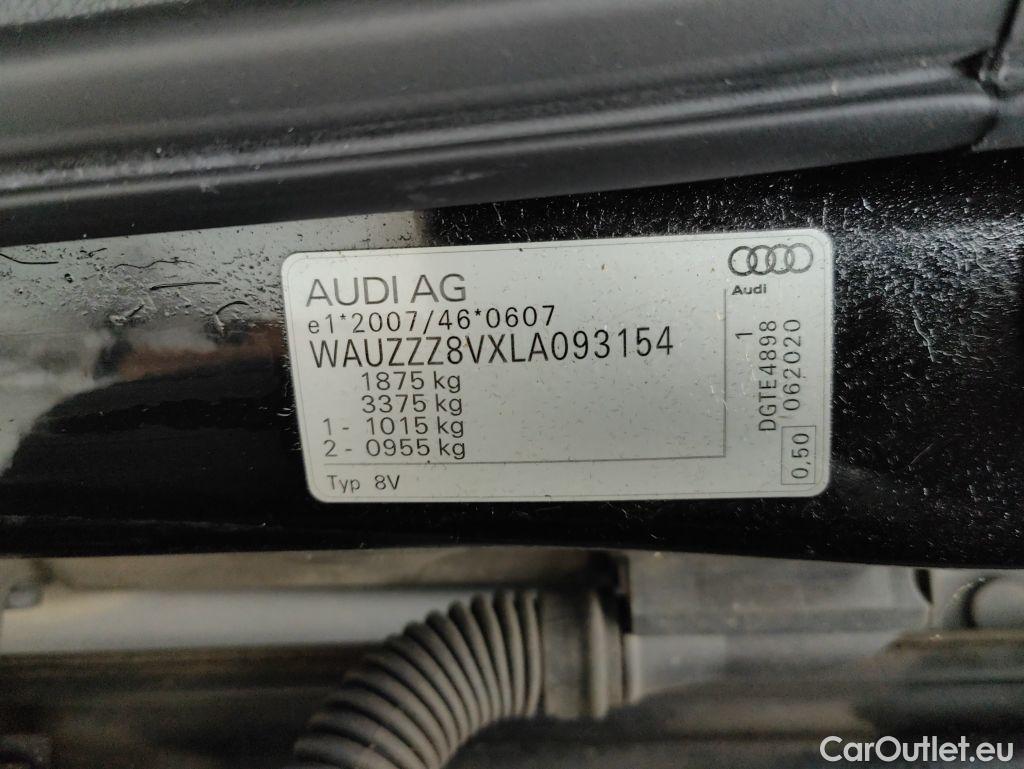 AUDI AG
e1*2007/46*0607
WAUZZZ8VXLA093154
1875 kg
3375 kg
1 - 1015 kg
2 - 0955 kg
Typ 8V
Audi
DGTE4898 1
062020
0,50
CarOutlet.eu